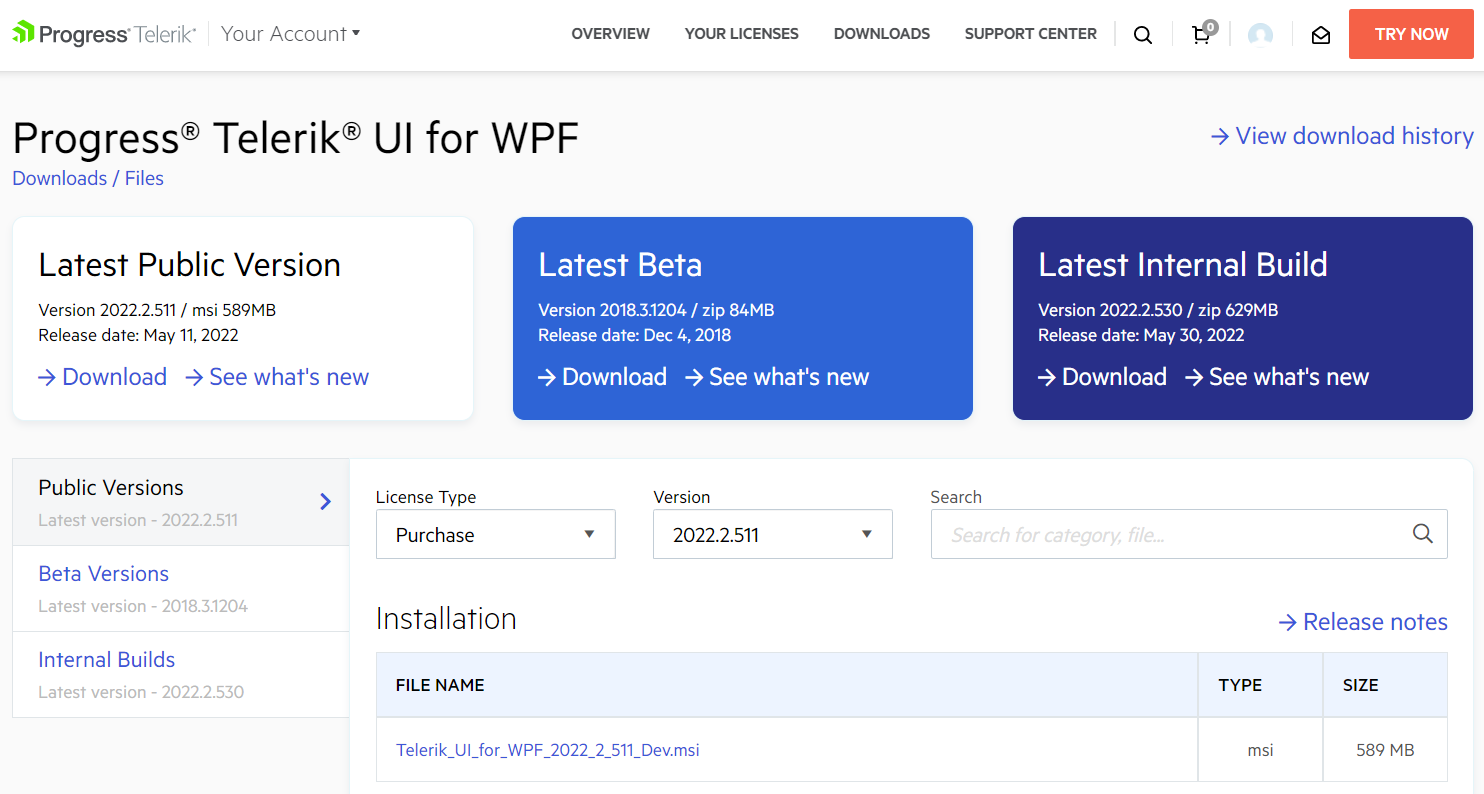 Progress® Telerik® Your Account
OVERVIEW YOUR LICENSES DOWNLOADS SUPPORT CENTER 0 TRY NOW
Progress® Telerik® UI for WPF
View download history
Downloads / Files
Latest Public Version
Version 2022.2.511 / msi 589MB
Release date: May 11, 2022
Download See what's new
Latest Beta
Version 2018.3.1204 / zip 84MB
Release date: Dec 4, 2018
Download See what's new
Latest Internal Build
Version 2022.2.530 / zip 629MB
Release date: May 30, 2022
Download See what's new
Public Versions
Latest version - 2022.2.511
Beta Versions
Latest version - 2018.3.1204
Internal Builds
Latest version - 2022.2.530
License Type
Purchase
Version
2022.2.511
Search
Search for category, file...
Installation
Release notes
FILE NAME TYPE SIZE
Telerik_UI_for_WPF_2022_2_511_Dev.msi msi 589 MB